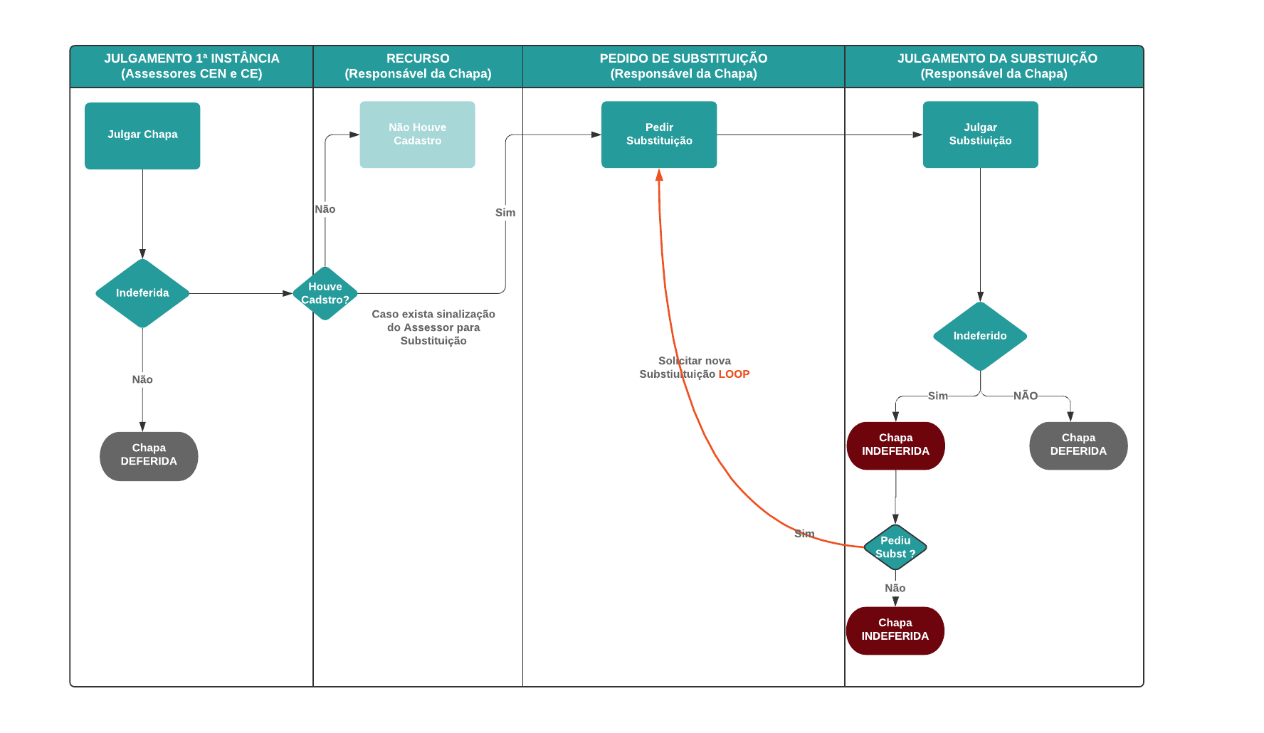 JULGAMENTO 1ª INSTÂNCIA
(Assessores CEN e CE)
RECURSO
(Responsável da Chapa)
PEDIDO DE SUBSTITUIÇÃO
(Responsável da Chapa)
JULGAMENTO DA SUBSTIUIÇÃO
(Responsável da Chapa)
Julgar Chapa
Não Houve
Cadastro
Pedir
Substituição
Julgar
Substiuição
Não
Sim
Indeferida
Houve
Cadstro?
Caso exista sinalização
do Assessor para
Substituição
Indeferido
Solicitar nova
Substiutuição LOOP
Não
Sim
NÃO
Chapa
DEFERIDA
Chapa
INDEFERIDA
Chapa
DEFERIDA
Sim
Pediu
Subst ?
Não
Chapa
INDEFERIDA